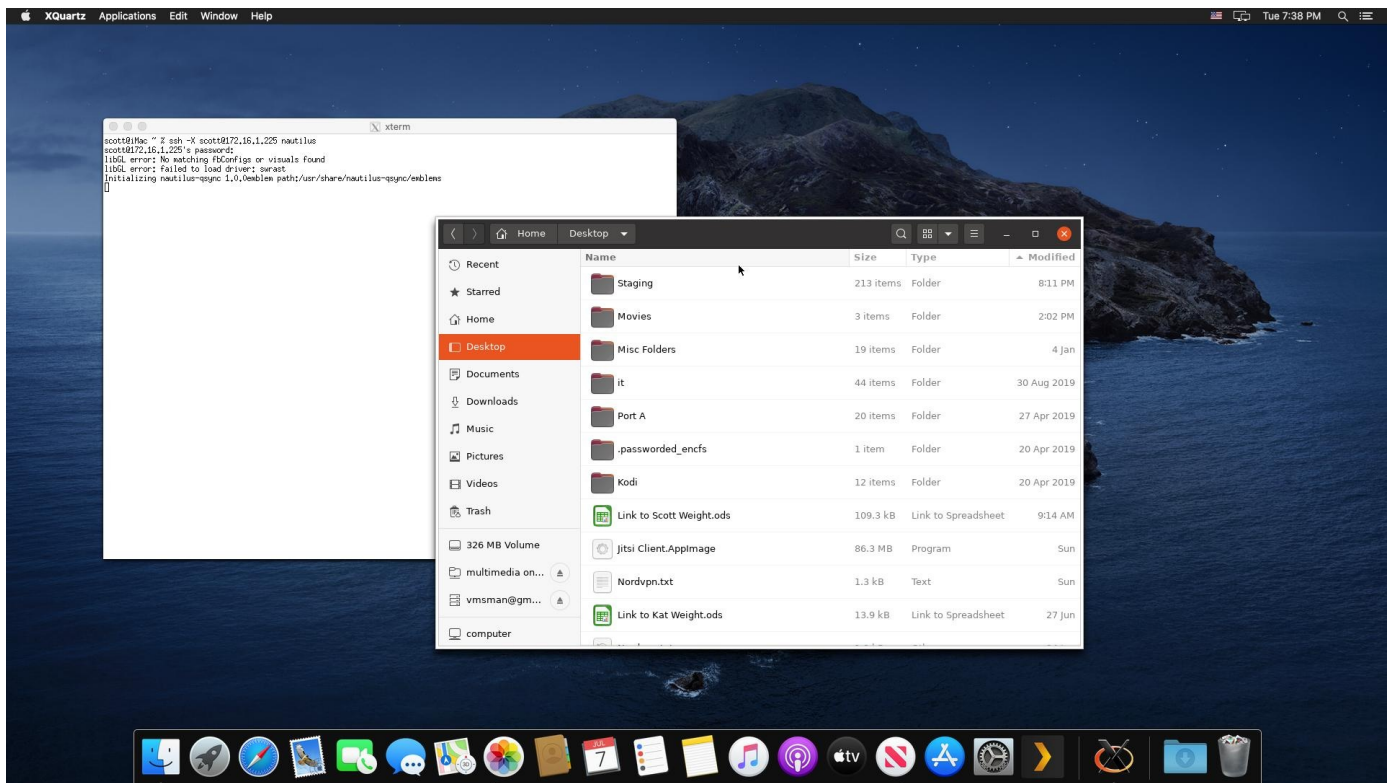 XQuartz Applications Edit Window Help
Tue 7:38 PM
xterm
scott@iMac ~ % ssh -X scott@172.16.1.225 nautilus
scott@172.16.1.225's password:
libGL error: No matching fbConfigs or visuals found
libGL error: failed to load driver: swrast
Initializing nautilus-qsync 1.0.0emblem path:/usr/share/nautilus-qsync/emblems
Home Desktop
Recent
Starred
Home
Desktop
Documents
Downloads
Music
Pictures
Videos
Trash
326 MB Volume
multimedia on...
vmsman@gm...
computer
Name Size Type Modified
Staging 213 items Folder 8:11 PM
Movies 3 items Folder 2:02 PM
Misc Folders 19 items Folder 4 Jan
it 44 items Folder 30 Aug 2019
Port A 20 items Folder 27 Apr 2019
.passworded_encfs 1 item Folder 20 Apr 2019
Kodi 12 items Folder 20 Apr 2019
Link to Scott Weight.ods 109.3 kB Link to Spreadsheet 9:14 AM
Jitsi Client.AppImage 86.3 MB Program Sun
Nordvpn.txt 1.3 kB Text Sun
Link to Kat Weight.ods 13.9 kB Link to Spreadsheet 27 Jun
JUL
7
tv